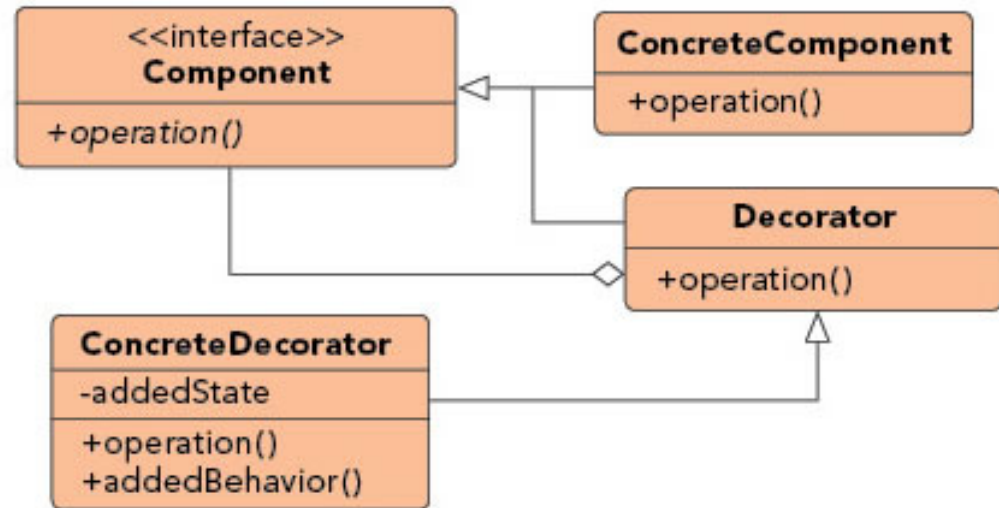 <<interface>>
Component
+operation()
ConcreteComponent
+operation()
Decorator
+operation()
ConcreteDecorator
-addedState
+operation()
+addedBehavior()